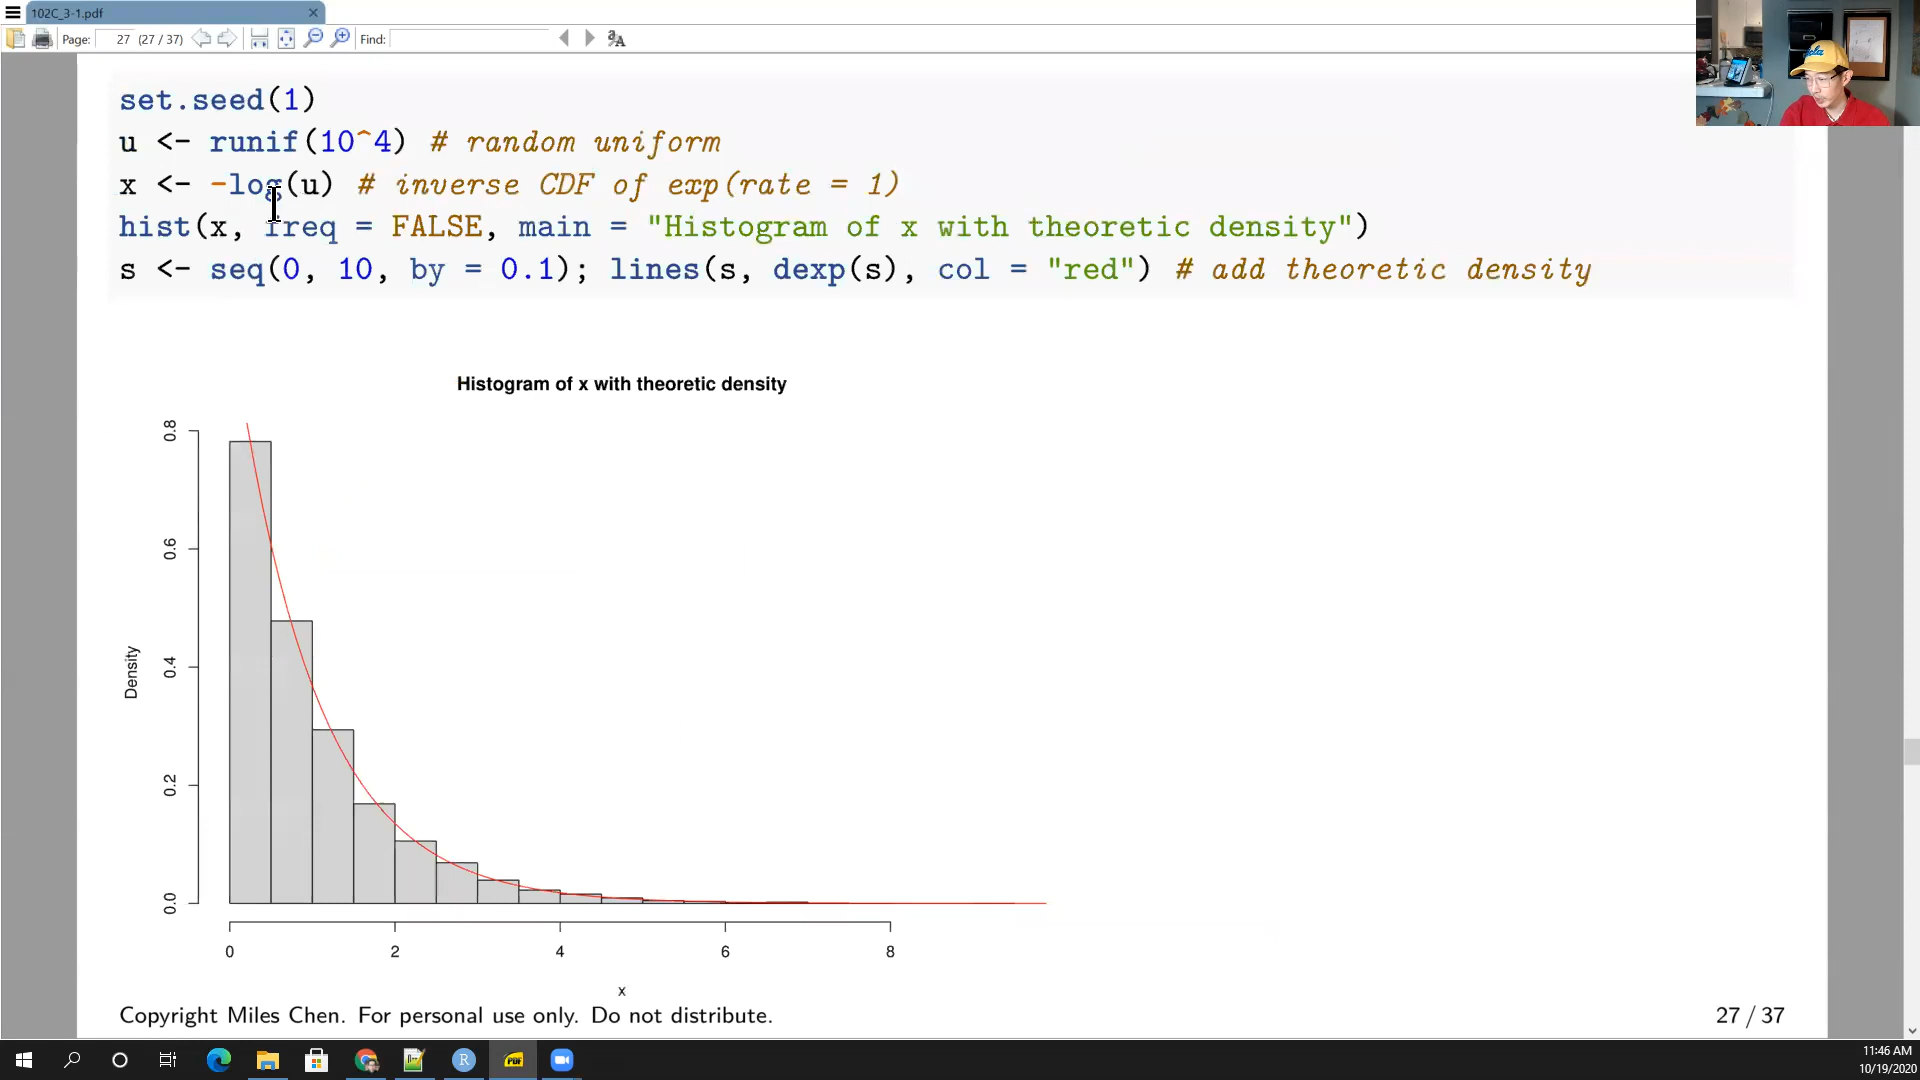 102C_3-1.pdf
Page: 27 (27 / 37) Find:
set.seed(1)
u <- runif(10^4) # random uniform
x <- -log(u) # inverse CDF of exp(rate = 1)
hist(x, freq = FALSE, main = "Histogram of x with theoretic density")
s <- seq(0, 10, by = 0.1); lines(s, dexp(s), col = "red") # add theoretic density
Histogram of x with theoretic density
0.8
0.6
0.4
0.2
0.0
Density
0 2 4 6 8
x
Copyright Miles Chen. For personal use only. Do not distribute.
27 / 37
11:46 AM
10/19/2020